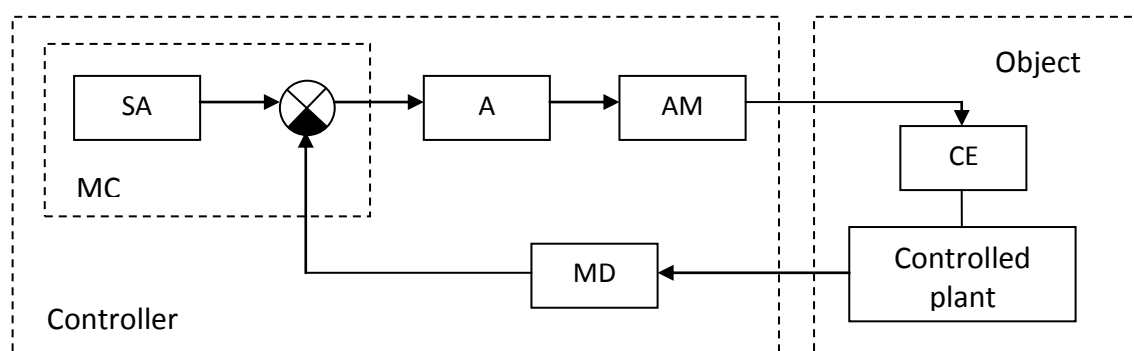 Object
SA
A
AM
CE
MC
MD
Controlled
plant
Controller